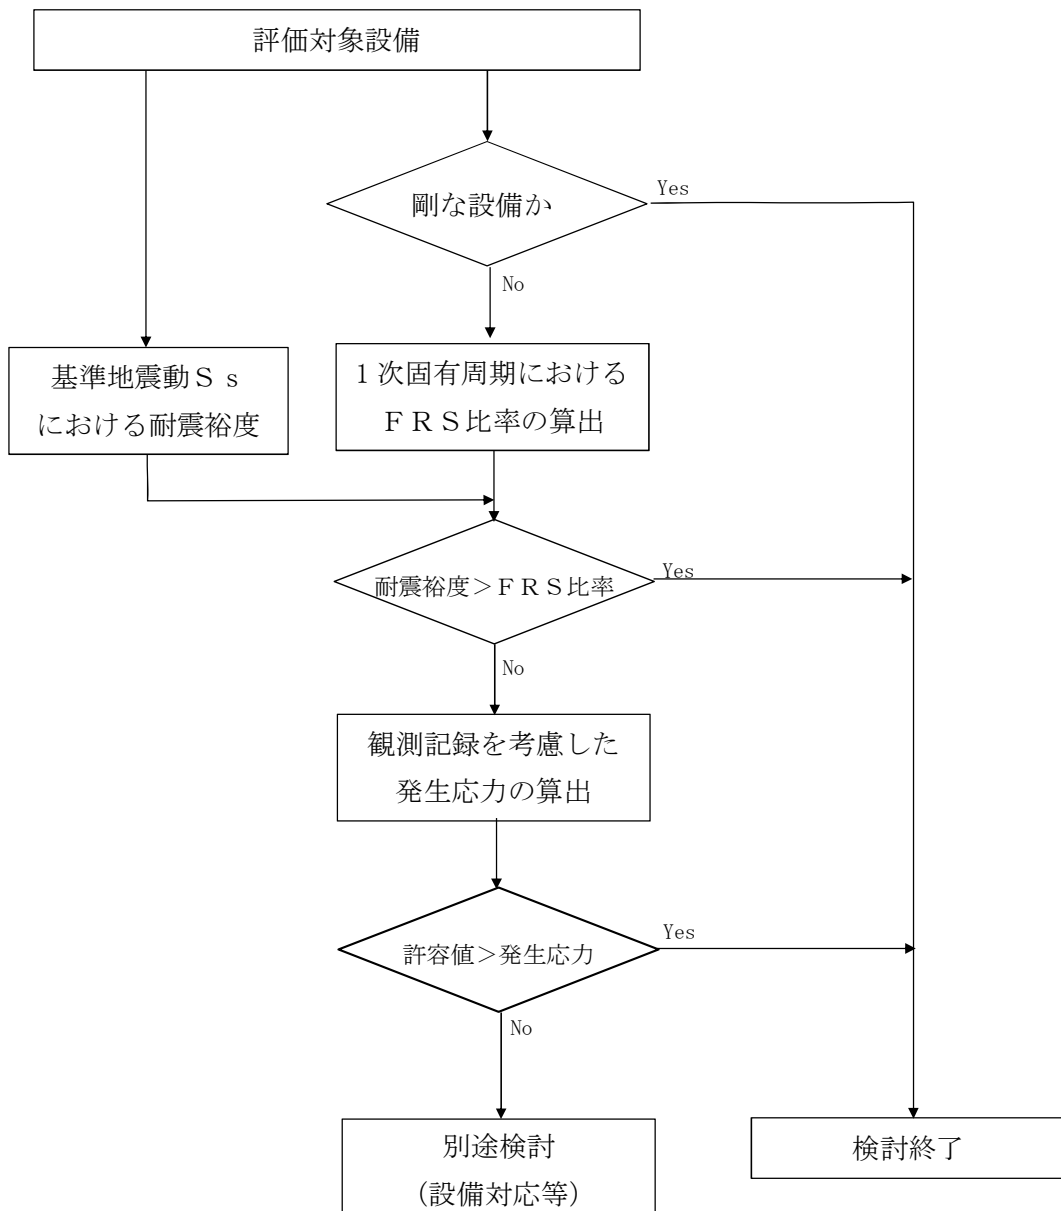 評価対象設備
剛な設備か
Yes
No
基準地震動Ｓｓ
における耐震裕度
１次固有周期における
ＦＲＳ比率の算出
耐震裕度＞ＦＲＳ比率
Yes
No
観測記録を考慮した
発生応力の算出
許容値＞発生応力
Yes
No
別途検討
（設備対応等）
検討終了